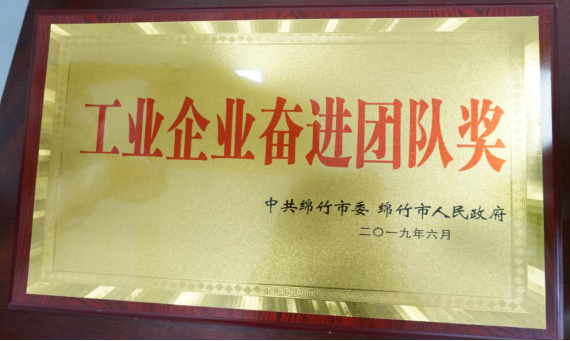 工业企业奋进团队奖
中共绵竹市委 绵竹市人民政府
二〇一九年六月